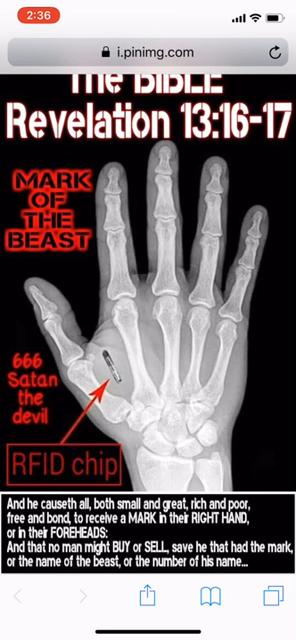 2:36
i.pinimg.com
The BIBLE
Revelation 13:16-17
MARK
OF
THE
BEAST
666
Satan
the
devil
RFID chip
And he causeth all, both small and great, rich and poor,
free and bond, to receive a MARK in their RIGHT HAND,
or in their FOREHEADS:
And that no man might BUY or SELL, save he that had the mark,
or the name of the beast, or the number of his name...